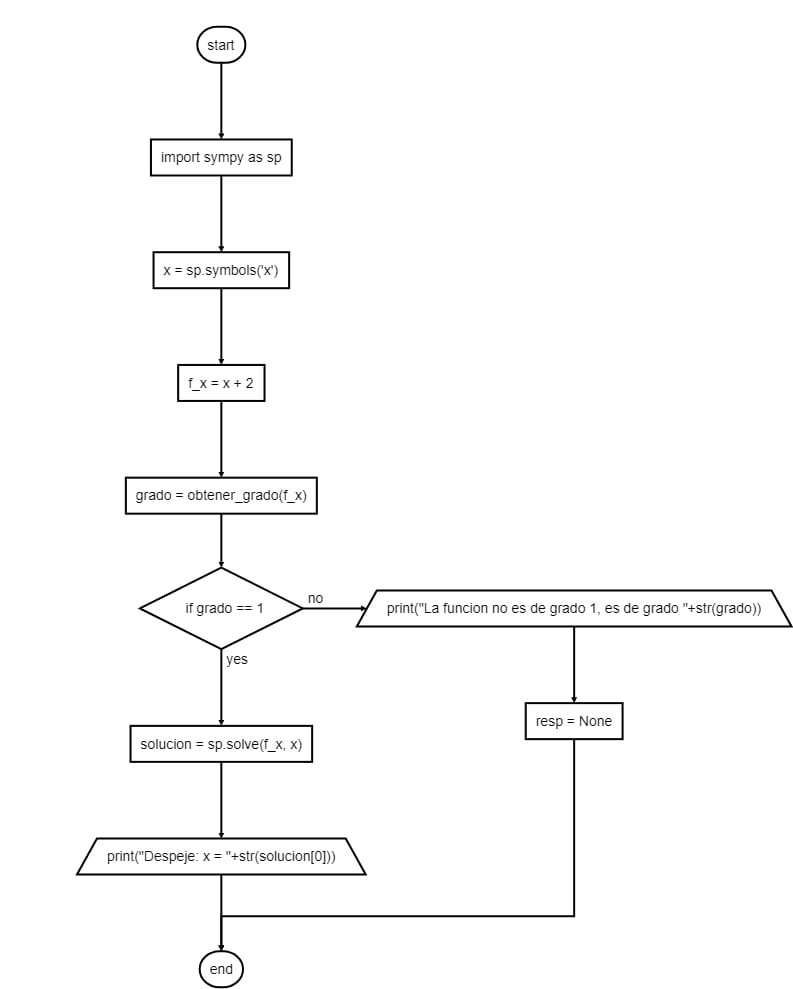 start
import sympy as sp
x = sp.symbols('x')
f_x = x + 2
grado = obtener_grado(f_x)
if grado == 1
no
print("La funcion no es de grado 1, es de grado "+str(grado))
yes
resp = None
solucion = sp.solve(f_x, x)
print("Despeje: x = "+str(solucion[0]))
end